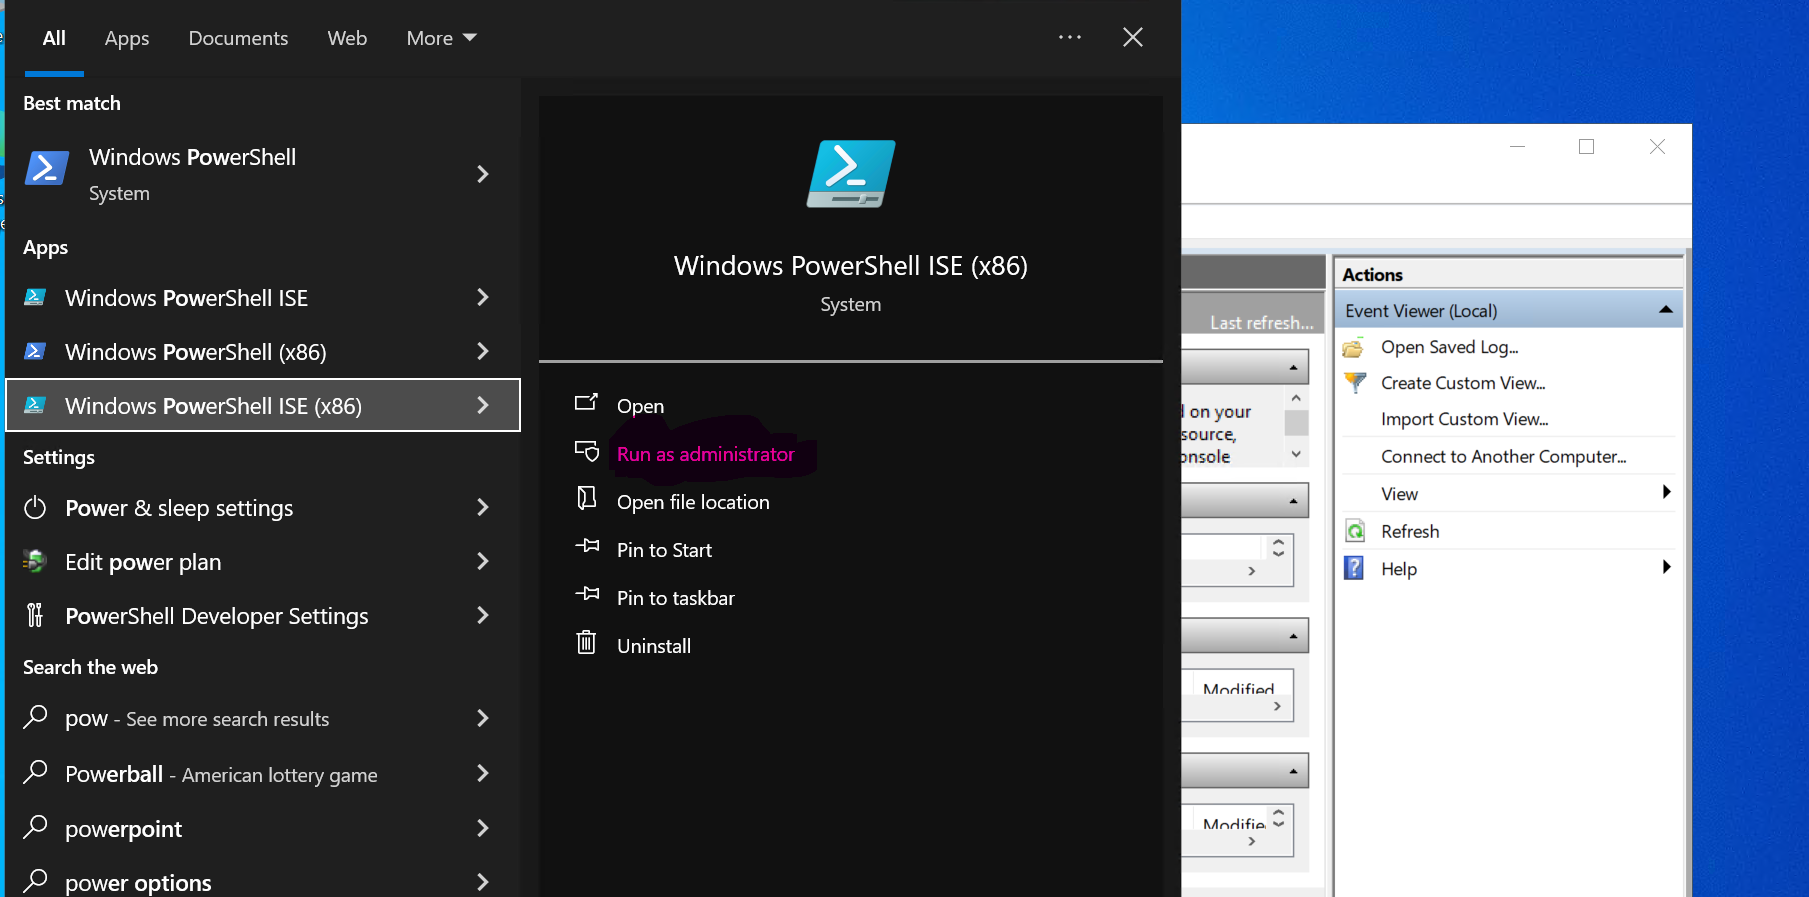 All Apps Documents Web More
Best match
Windows PowerShell
System
Apps
Windows PowerShell ISE
Windows PowerShell (x86)
Windows PowerShell ISE (x86)
Settings
Power & sleep settings
Edit power plan
PowerShell Developer Settings
Search the web
pow - See more search results
Powerball - American lottery game
powerpoint
power options
Windows PowerShell ISE (x86)
System
Open
Run as administrator
Open file location
Pin to Start
Pin to taskbar
Uninstall
Last refresh...
on your
source,
onsole
Modified
Modifie
Actions
Event Viewer (Local)
Open Saved Log...
Create Custom View...
Import Custom View...
Connect to Another Computer...
View
Refresh
Help